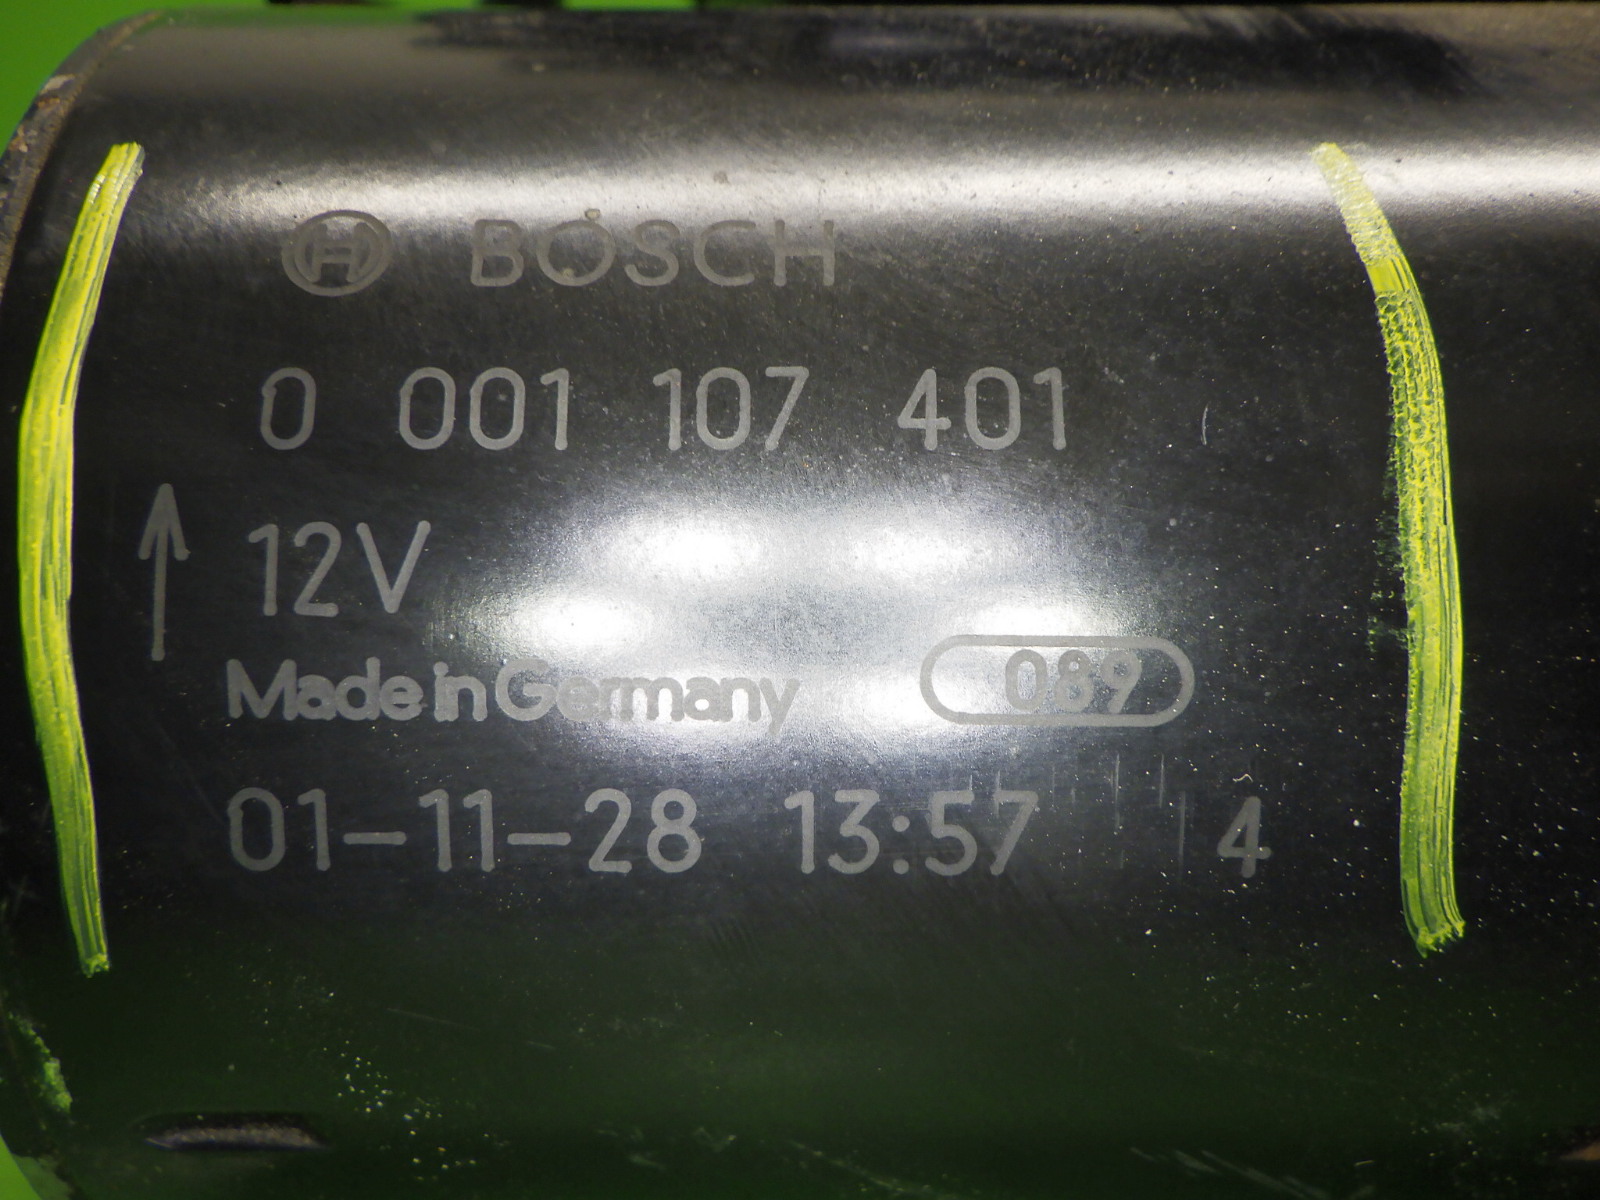 BOSCH
0 001 107 401
12V
Made in Germany 089
01-11-28 13:57 4